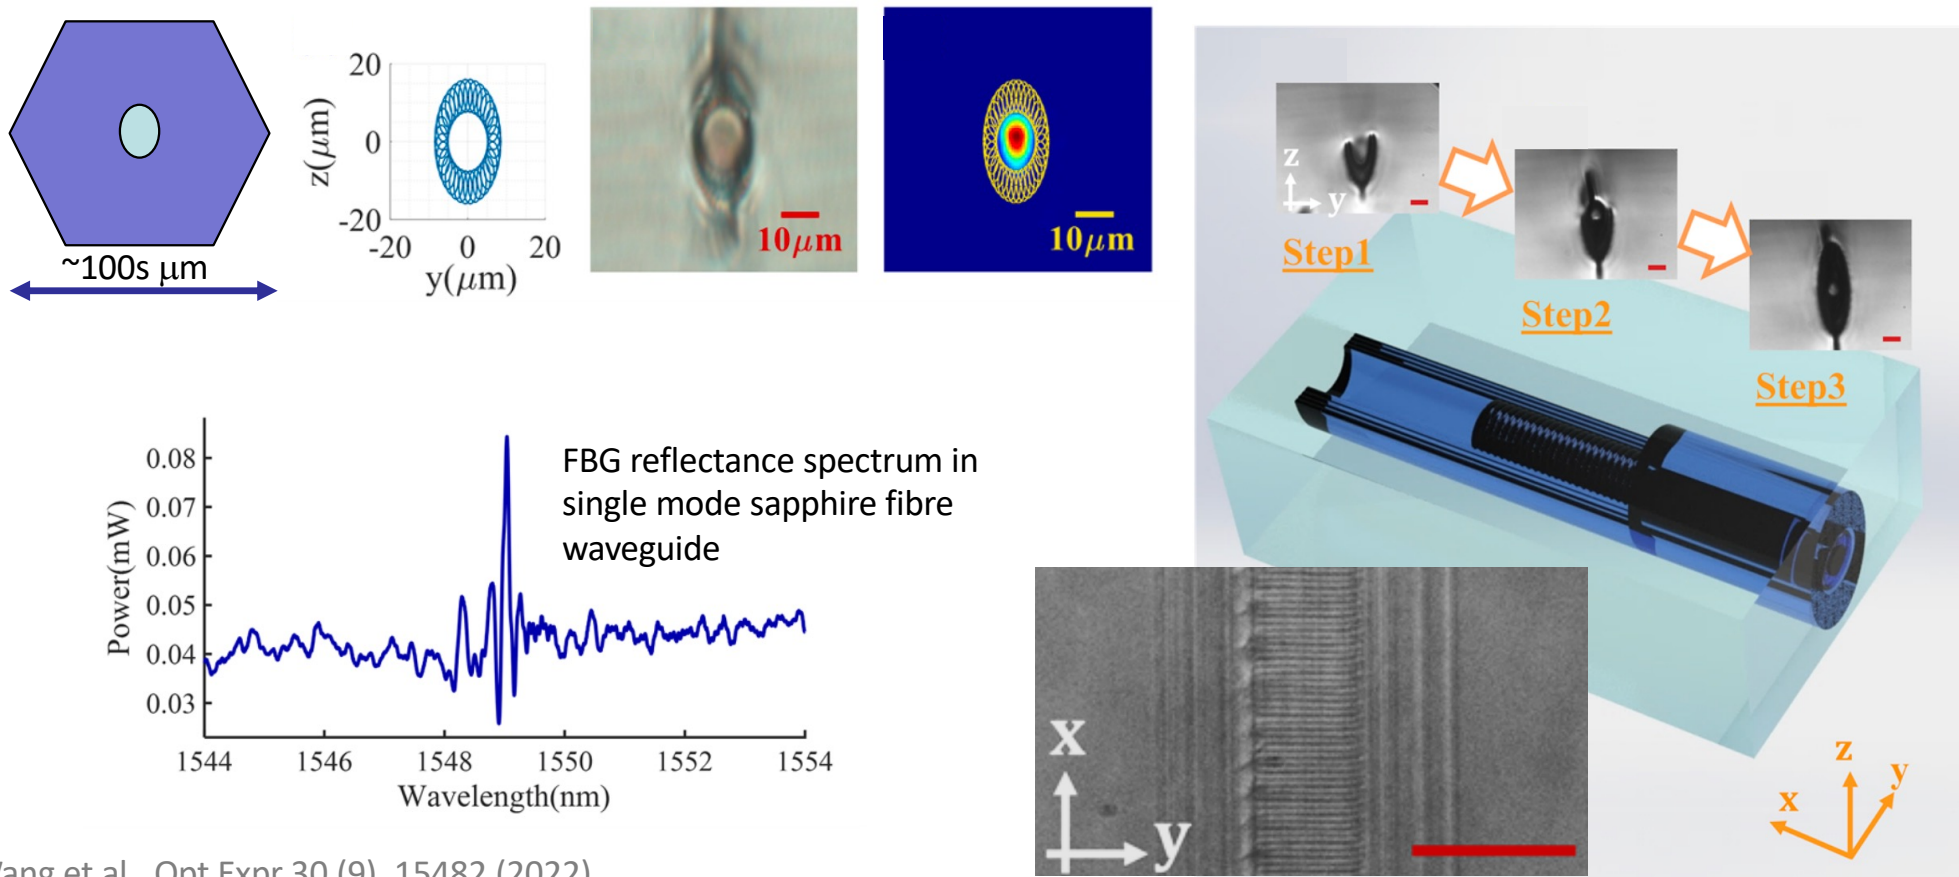 ~100s μm
20
0
-20
z(μm)
-20 0 20
y(μm)
10μm
10μm
z
y
Step1
Step2
Step3
FBG reflectance spectrum in
single mode sapphire fibre
waveguide
Power(mW)
0.08
0.07
0.06
0.05
0.04
0.03
1544 1546 1548 1550 1552 1554
Wavelength(nm)
x
y
z
y
x
et al., Opt Expr 30 (9), 15482 (2022)